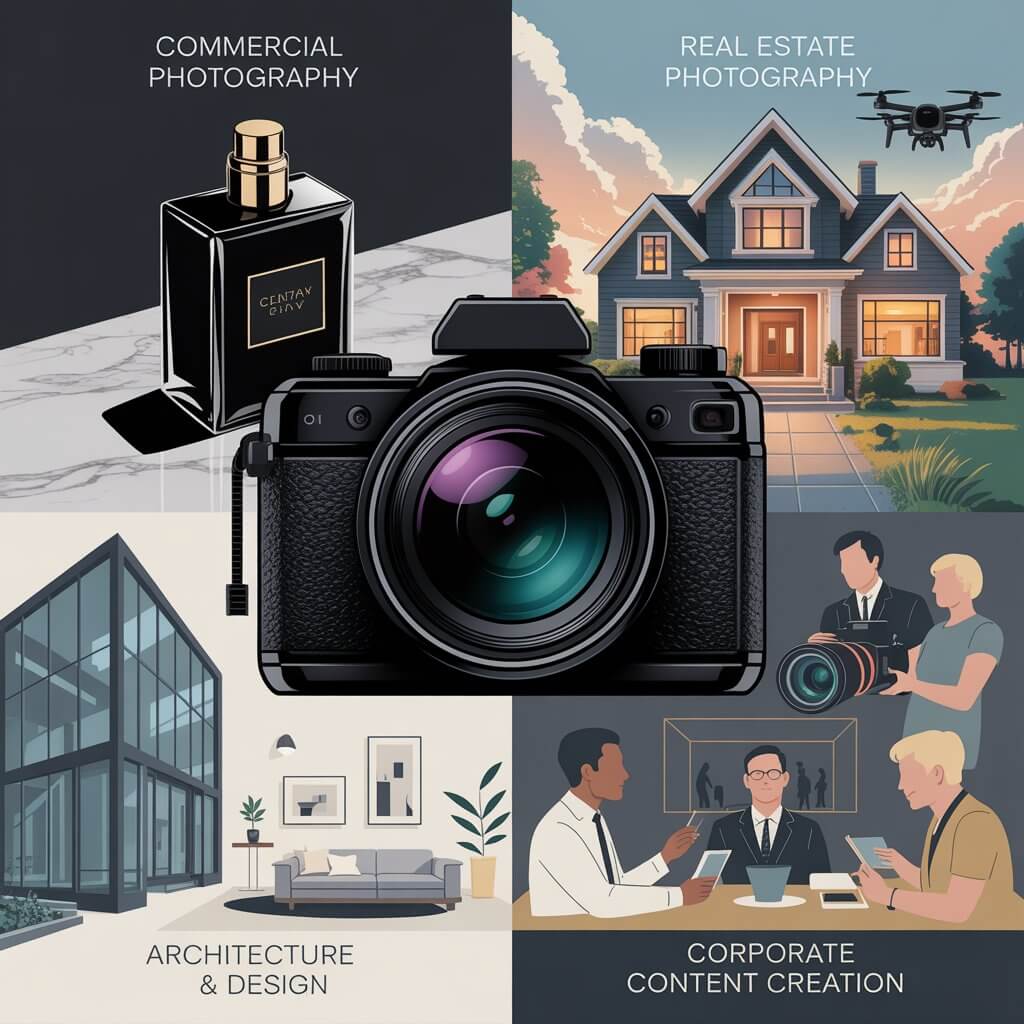 COMMERCIAL
PHOTOGRAPHY
REAL ESTATE
PHOTOGRAPHY
ARCHITECTURE
& DESIGN
CORPORATE
CONTENT CREATION